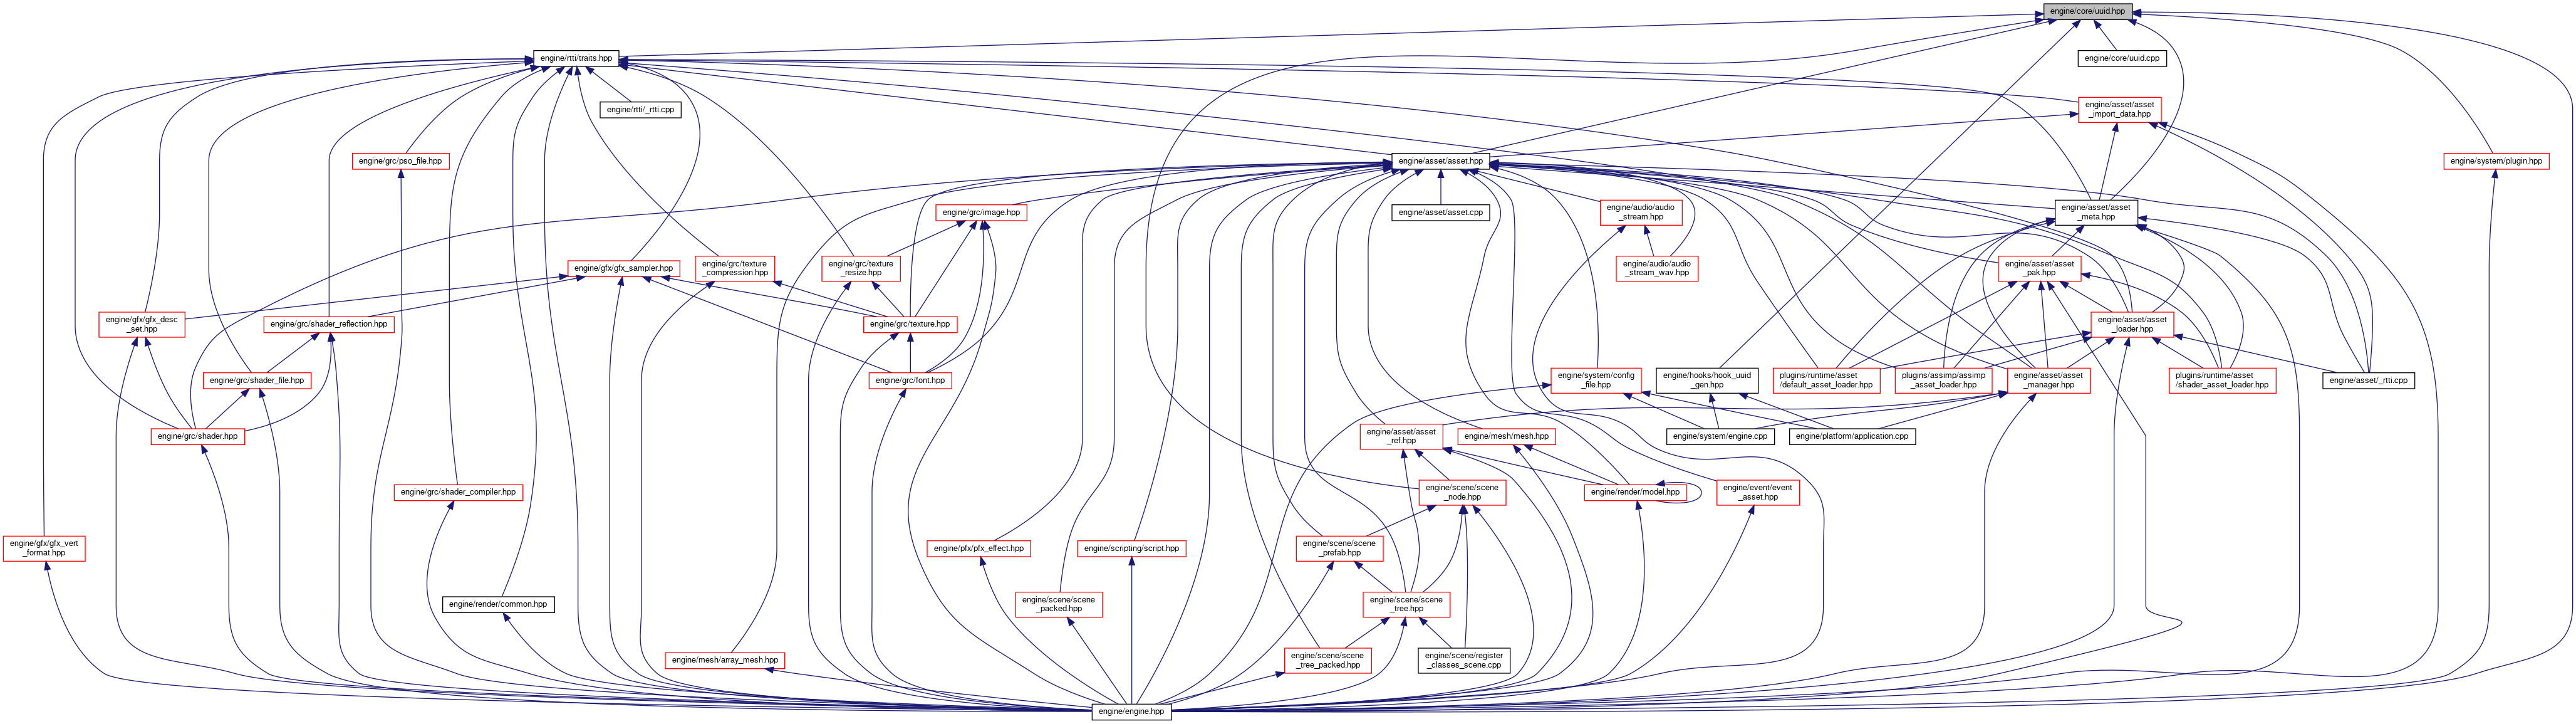 engine/core/uuid.hpp
engine/rtti/traits.hpp
engine/core/uuid.cpp
engine/rtti/_rtti.cpp
engine/asset/asset
_import_data.hpp
engine/grc/pso_file.hpp
engine/asset/asset.hpp
engine/system/plugin.hpp
engine/grc/image.hpp
engine/asset/asset.cpp
engine/audio/audio
_stream.hpp
engine/asset/asset
_meta.hpp
engine/gfx/gfx_sampler.hpp
engine/grc/texture
_compression.hpp
engine/grc/texture
_resize.hpp
engine/audio/audio
_stream_wav.hpp
engine/asset/asset
_pak.hpp
engine/gfx/gfx_desc
_set.hpp
engine/grc/shader_reflection.hpp
engine/grc/texture.hpp
engine/asset/asset
_loader.hpp
engine/grc/shader_file.hpp
engine/grc/font.hpp
engine/system/config
_file.hpp
engine/hooks/hook_uuid
_gen.hpp
plugins/runtime/asset
/default_asset_loader.hpp
plugins/assimp/assimp
_asset_loader.hpp
engine/asset/asset
_manager.hpp
plugins/runtime/asset
/shader_asset_loader.hpp
engine/asset/_rtti.cpp
engine/grc/shader.hpp
engine/asset/asset
_ref.hpp
engine/mesh/mesh.hpp
engine/system/engine.cpp
engine/platform/application.cpp
engine/grc/shader_compiler.hpp
engine/scene/scene
_node.hpp
engine/render/model.hpp
engine/event/event
_asset.hpp
engine/gfx/gfx_vert
_format.hpp
engine/pfx/pfx_effect.hpp
engine/scripting/script.hpp
engine/scene/scene
_prefab.hpp
engine/render/common.hpp
engine/scene/scene
_packed.hpp
engine/scene/scene
_tree.hpp
engine/mesh/array_mesh.hpp
engine/scene/scene
_tree_packed.hpp
engine/scene/register
_classes_scene.cpp
engine/engine.hpp